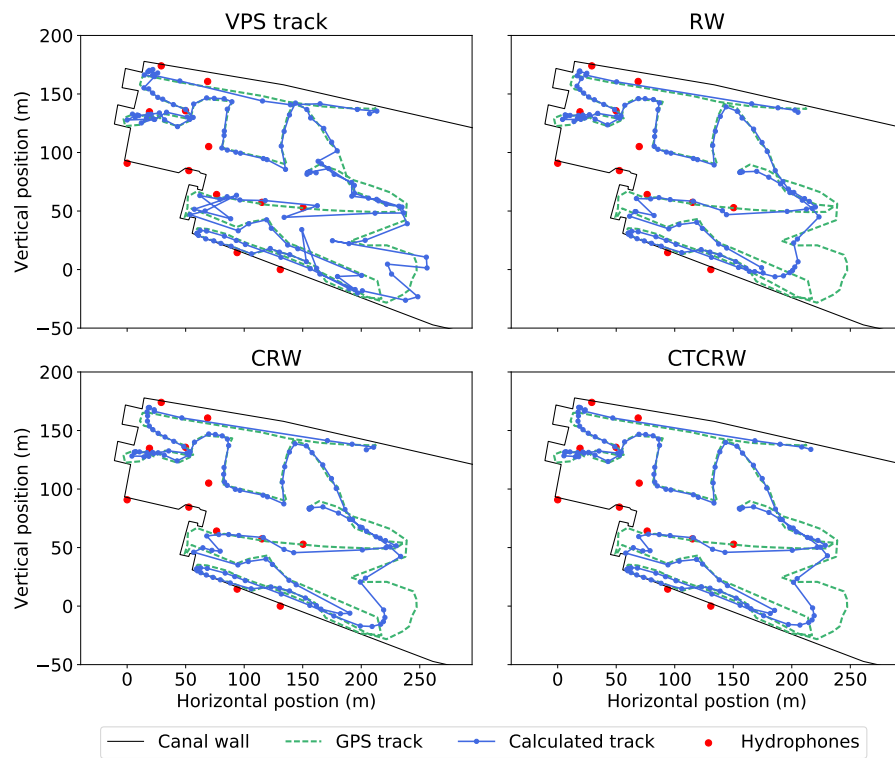 VPS track
RW
200
150
100
50
0
−50
Vertical position (m)
CRW
CTCRW
200
150
100
50
0
−50
Vertical position (m)
0 50 100 150 200 250
Horizontal postion (m)
0 50 100 150 200 250
Horizontal postion (m)
Canal wall
GPS track
Calculated track
Hydrophones